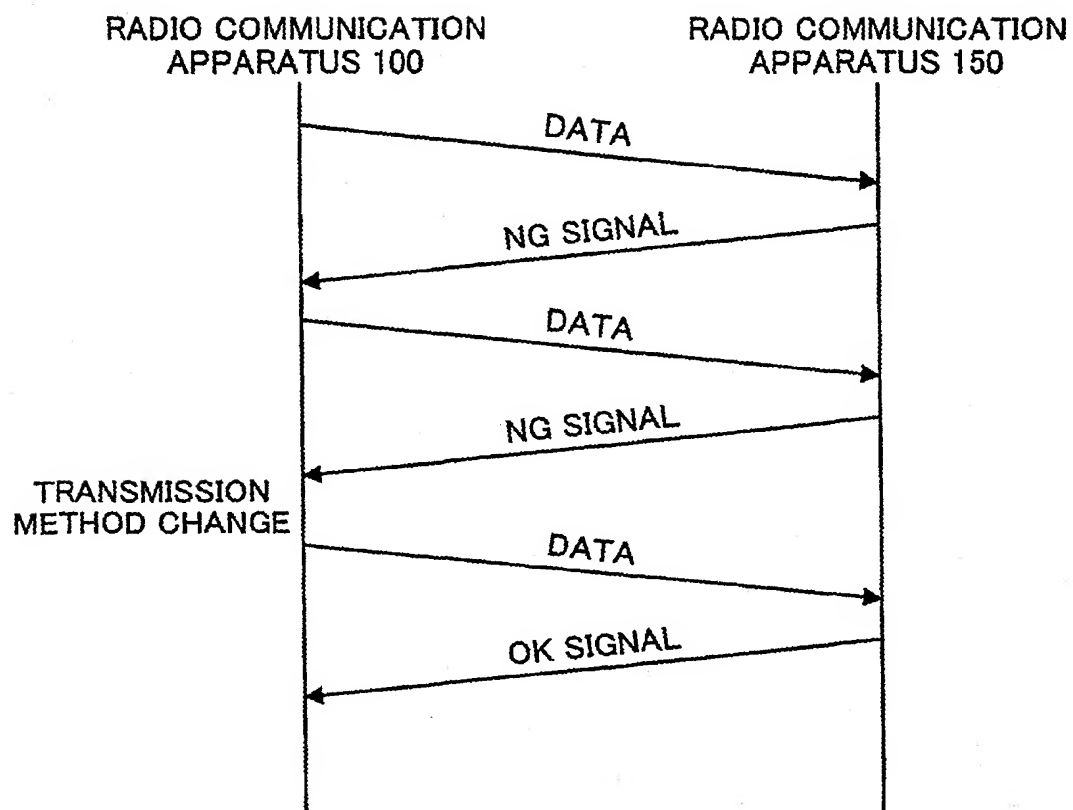 RADIO COMMUNICATION
APPARATUS 100
RADIO COMMUNICATION
APPARATUS 150
DATA
NG SIGNAL
DATA
NG SIGNAL
TRANSMISSION
METHOD CHANGE
DATA
OK SIGNAL